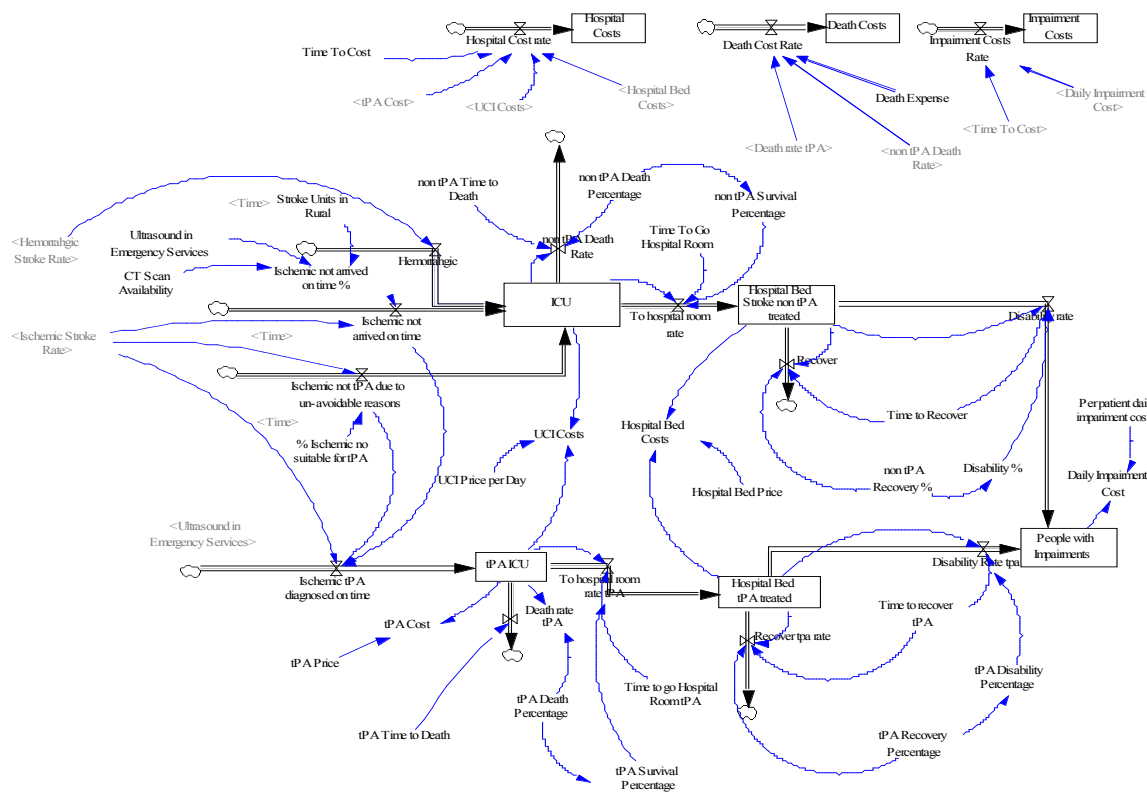 Hospital
Costs
Hospital Cost rate
Time To Cost
<tPA Cost>
<UCI Costs>
<Hospital Bed
Costs>
Death Costs
Death Cost Rate
Death Expense
<Death rate tPA>
<non tPA Death
Rate>
Impairment
Costs
Impairment Costs
Rate
<Daily Impairment
Cost>
<Time To Cost>
non tPA Time to
Death
non tPA Death
Percentage
non tPA Survival
Percentage
<Time>
Stroke Units in
Rural
<Hemorrahgic
Stroke Rate>
Ultrasound in
Emergency Services
CT Scan
Availability
Ischemic not arrived
on time %
Hemorrahgic
non tPA Death
Rate
Time To Go
Hospital Room
ICU
To hospital room
rate
Hospital Bed
Stroke non tPA
treated
Disability rate
Ischemic not
arrived on time
<Ischemic Stroke
Rate>
<Time>
Recover
Ischemic not tPA due to
un-avoidable reasons
<Time>
% Ischemic no
suitable for tPA
UCI Costs
Hospital Bed
Costs
Time to Recover
Per patient dai
impariment cos
UCI Price per Day
Hospital Bed Price
non tPA
Recovery %
Disability %
Daily Impairment
Cost
<Ultrasound in
Emergency Services>
People with
Impairments
Ischemic tPA
diagnosed on time
tPA ICU
To hospital room
rate tPA
Hospital Bed
tPA treated
Disability Rate tpa
Death rate
tPA
tPA Cost
tPA Price
Recover tpa rate
Time to recover
tPA
tPA Disability
Percentage
Time to go Hospital
Room tPA
tPA Death
Percentage
tPA Time to Death
tPA Recovery
Percentage
tPA Survival
Percentage